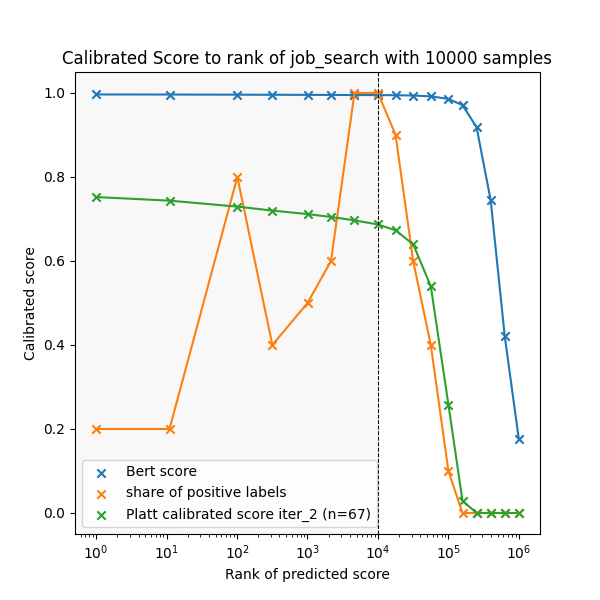 Calibrated Score to rank of job_search with 10000 samples
Calibrated score
1.0
0.8
0.6
0.4
0.2
0.0
Bert score
share of positive labels
Platt calibrated score iter_2 (n=67)
10⁰ 10¹ 10² 10³ 10⁴ 10⁵ 10⁶
Rank of predicted score